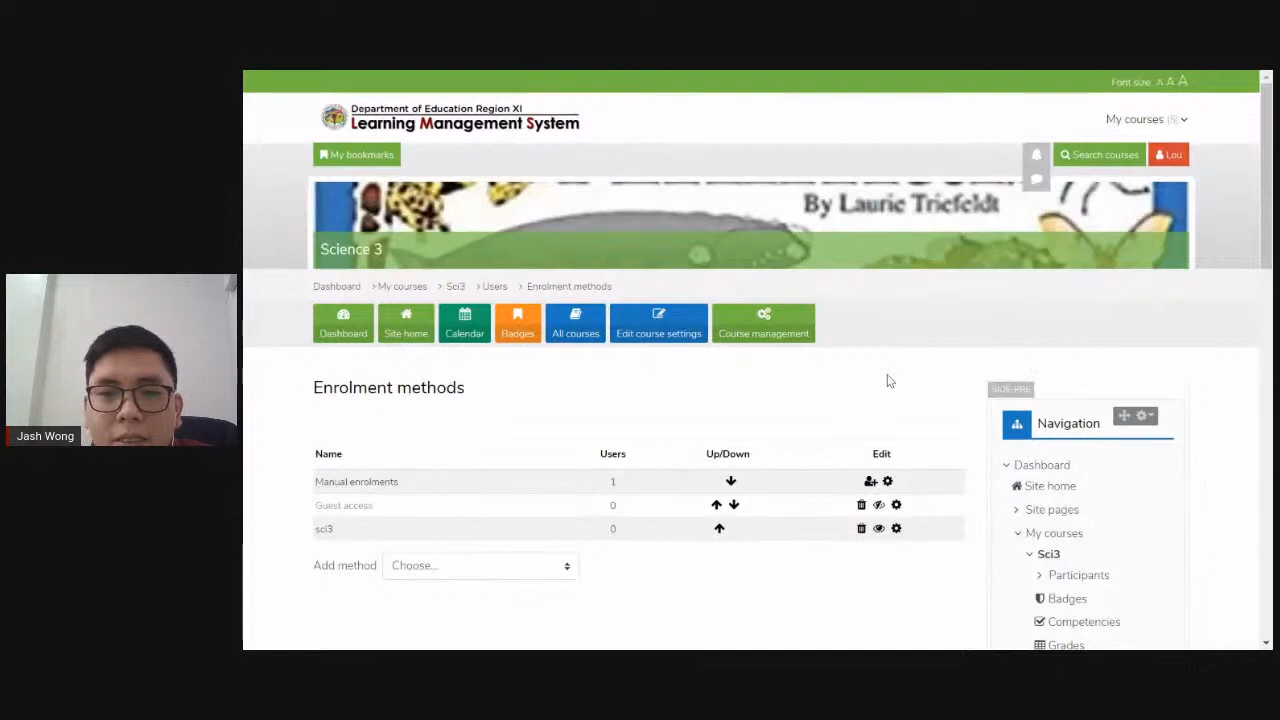 Font size: A A A
Department of Education Region XI
Learning Management System
My courses (5)
My bookmarks
Search courses
Lou
By Laurie Triefeldt
Science 3
Dashboard My courses Sci3 Users Enrolment methods
Dashboard Site home Calendar Badges All courses Edit course settings Course management
Enrolment methods
Name Users Up/Down Edit
Manual enrolments 1
Guest access 0
sci3 0
Add method Choose...
SIDE-PRE
Navigation
Dashboard
Site home
Site pages
My courses
Sci3
Participants
Badges
Competencies
Grades
Jash Wong